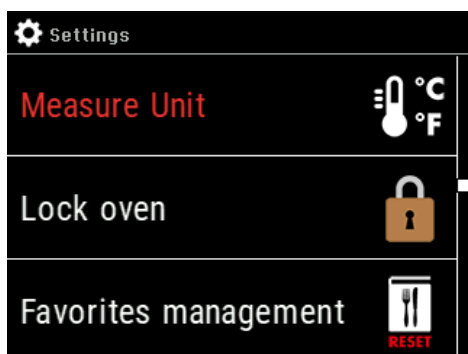 Settings
Measure Unit
°C
°F
Lock oven
Favorites management
RESET